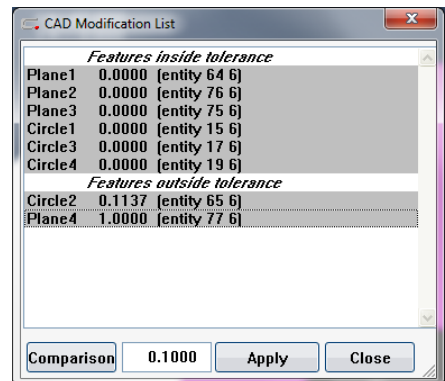 CAD Modification List
Features inside tolerance
Plane1 0.0000 (entity 64 6)
Plane2 0.0000 (entity 76 6)
Plane3 0.0000 (entity 75 6)
Circle1 0.0000 (entity 15 6)
Circle3 0.0000 (entity 17 6)
Circle4 0.0000 (entity 19 6)
Features outside tolerance
Circle2 0.1137 (entity 65 6)
Plane4 1.0000 (entity 77 6)
Comparison 0.1000 Apply Close